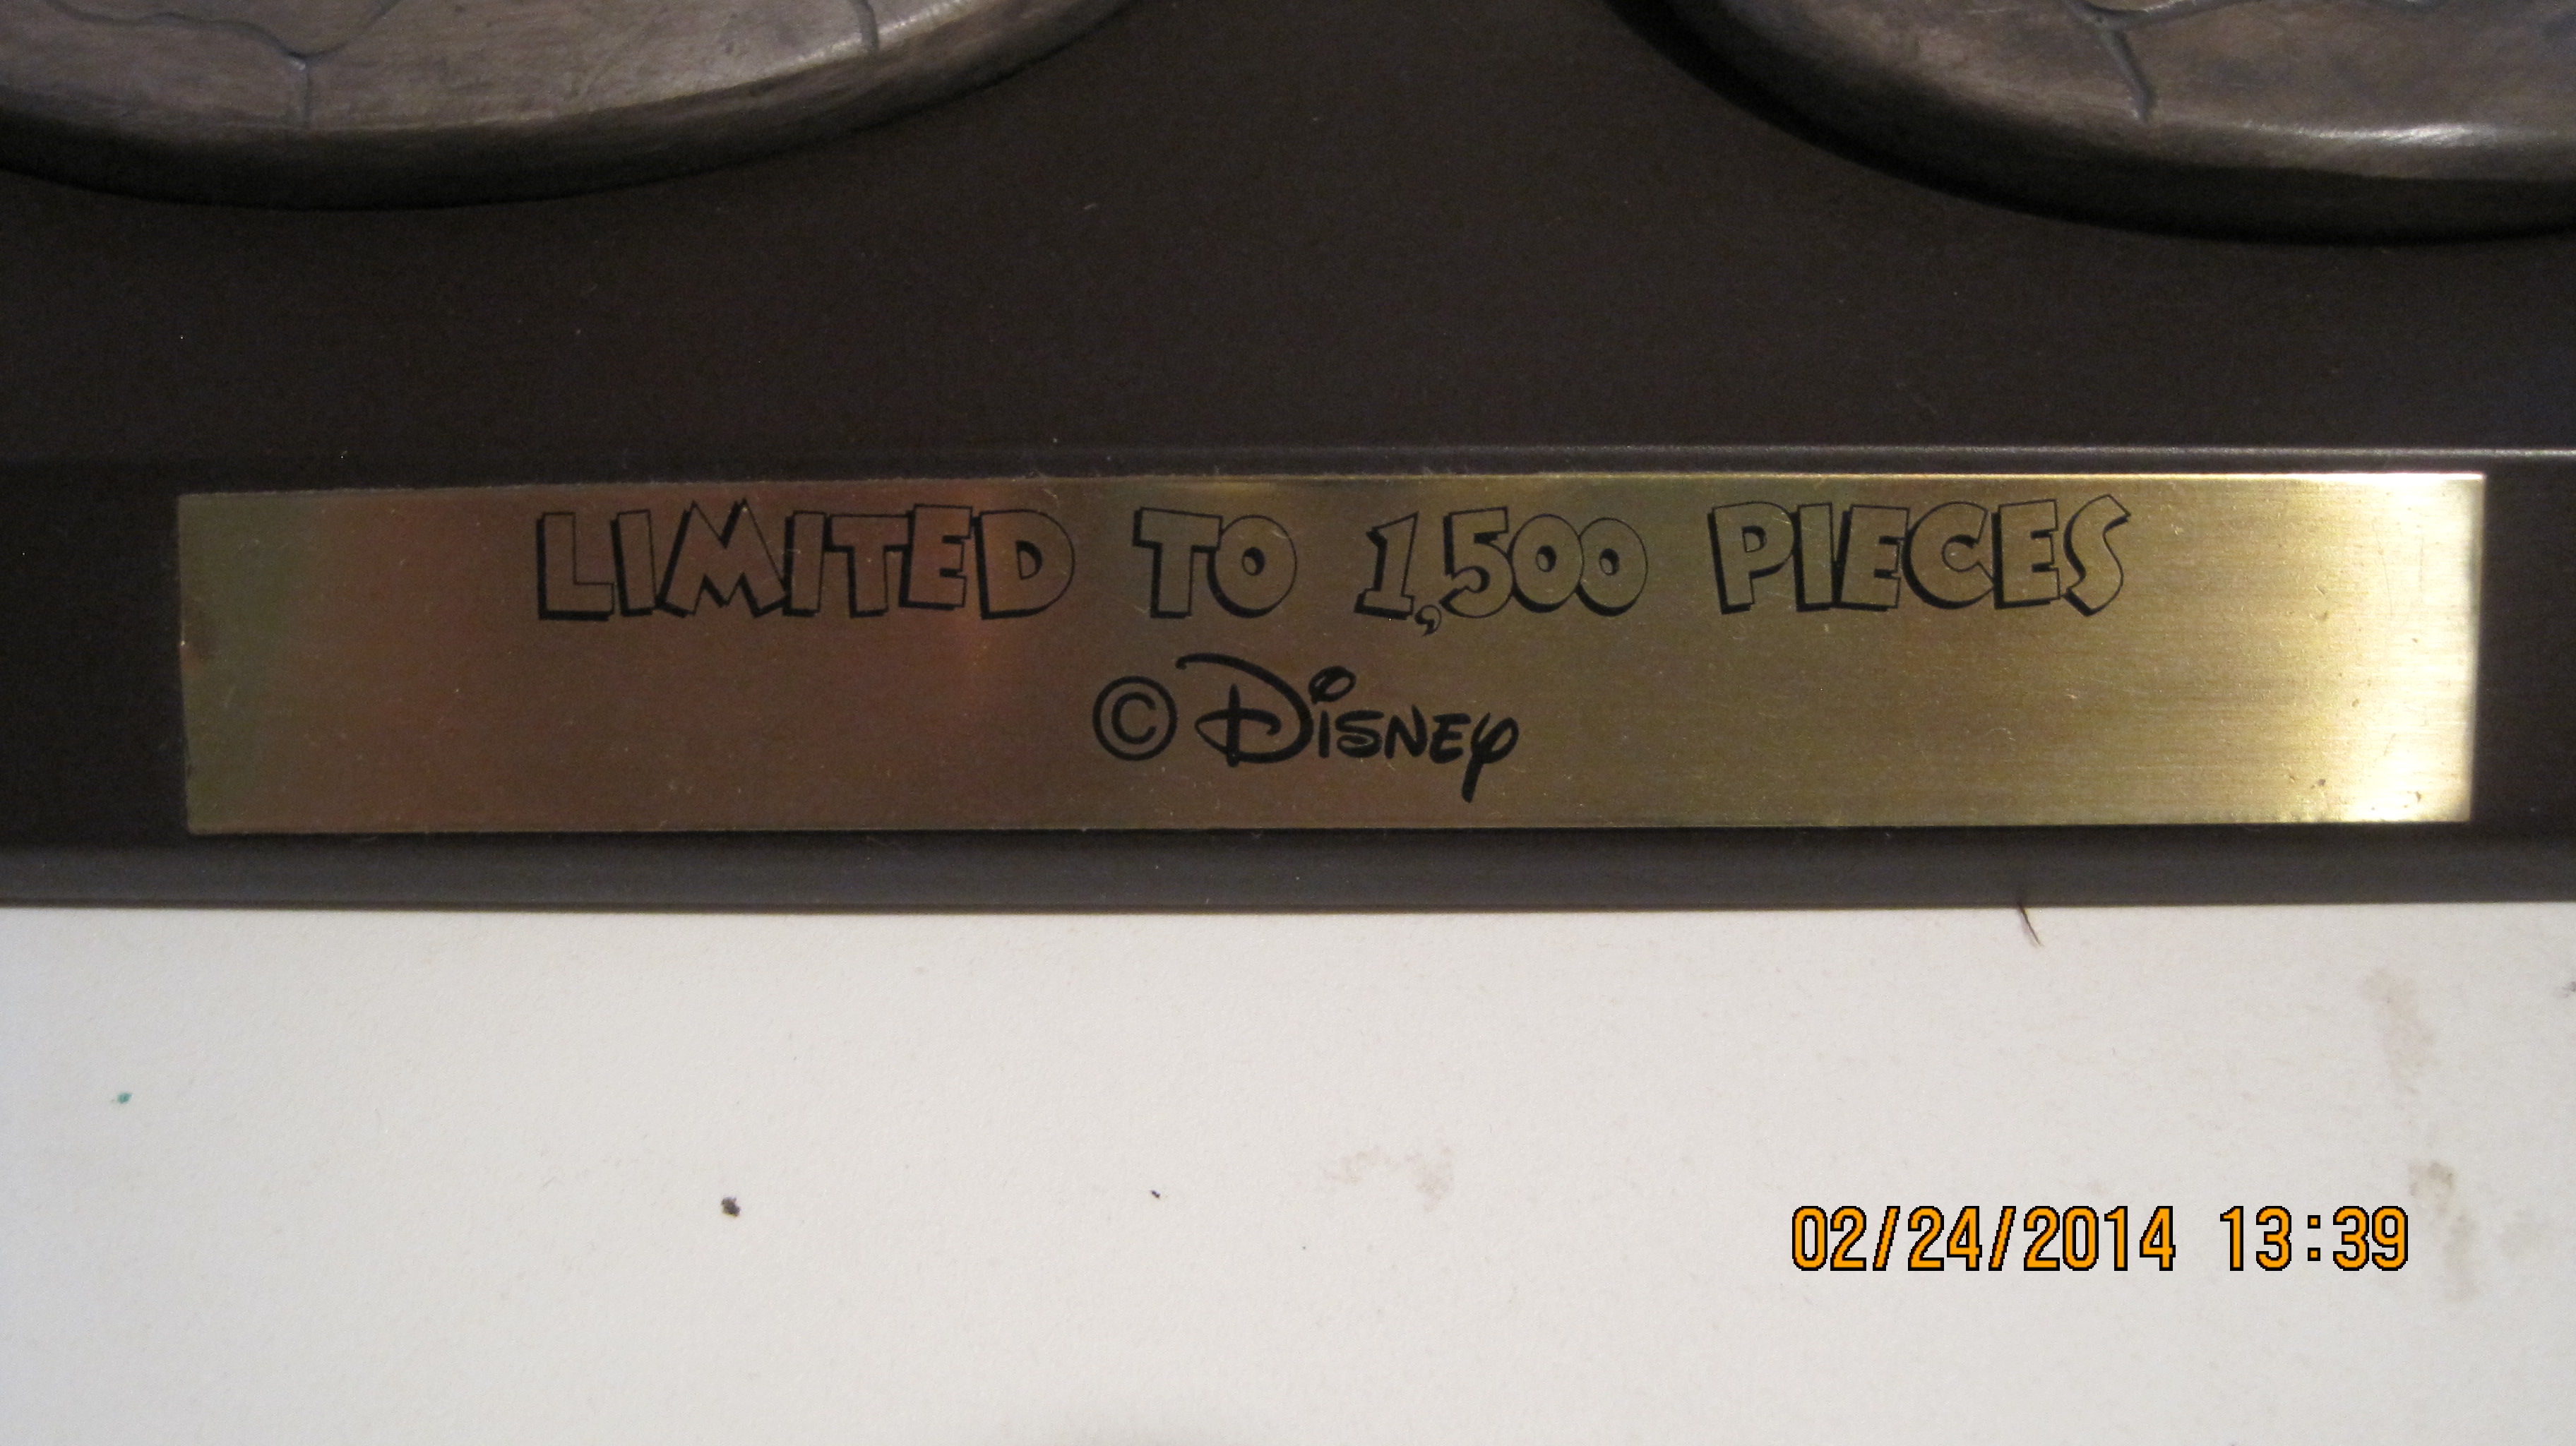 LIMITED TO 1,500 PIECES
© Disney
02/24/2014 13:39